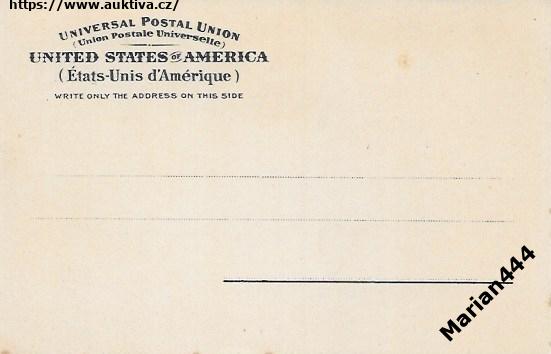 https://www.auktiva.cz/
UNIVERSAL POSTAL UNION
(Union Postale Universelle)
UNITED STATES OF AMERICA
(États-Unis d'Amérique)
WRITE ONLY THE ADDRESS ON THIS SIDE
Marian444